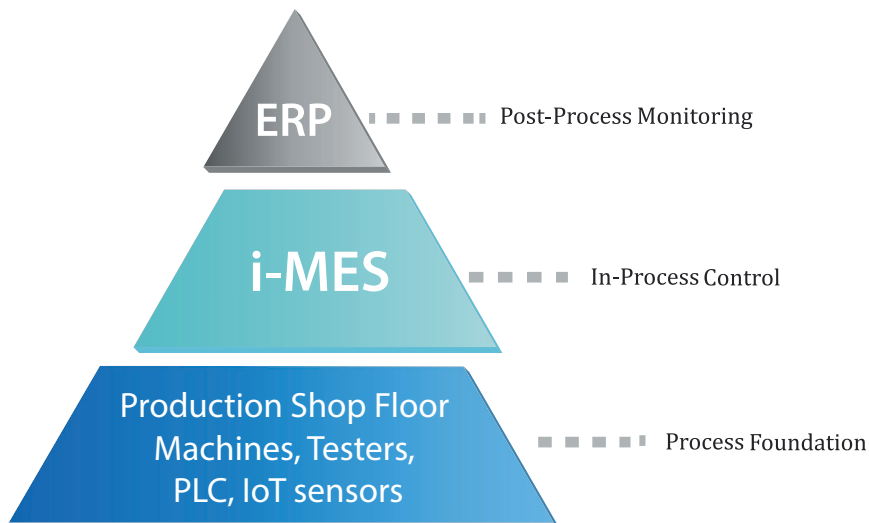 ERP
Post-Process Monitoring
i-MES
In-Process Control
Production Shop Floor
Machines, Testers,
PLC, IoT sensors
Process Foundation